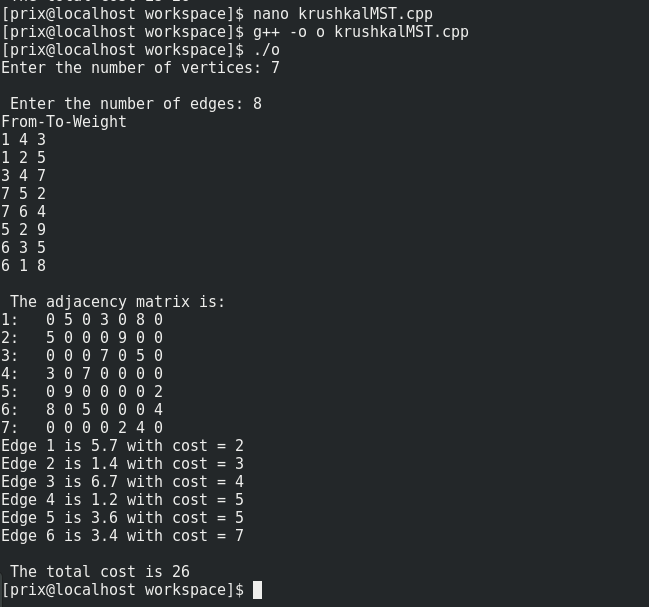 [prix@localhost workspace]$ nano krushkalMST.cpp
[prix@localhost workspace]$ g++ -o o krushkalMST.cpp
[prix@localhost workspace]$ ./o
Enter the number of vertices: 7
Enter the number of edges: 8
From-To-Weight
1 4 3
1 2 5
3 4 7
7 5 2
7 6 4
5 2 9
6 3 5
6 1 8
The adjacency matrix is:
1:   0 5 0 3 0 8 0
2:   5 0 0 0 9 0 0
3:   0 0 0 7 0 5 0
4:   3 0 7 0 0 0 0
5:   0 9 0 0 0 0 2
6:   8 0 5 0 0 0 4
7:   0 0 0 0 2 4 0
Edge 1 is 5.7 with cost = 2
Edge 2 is 1.4 with cost = 3
Edge 3 is 6.7 with cost = 4
Edge 4 is 1.2 with cost = 5
Edge 5 is 3.6 with cost = 5
Edge 6 is 3.4 with cost = 7
The total cost is 26
[prix@localhost workspace]$